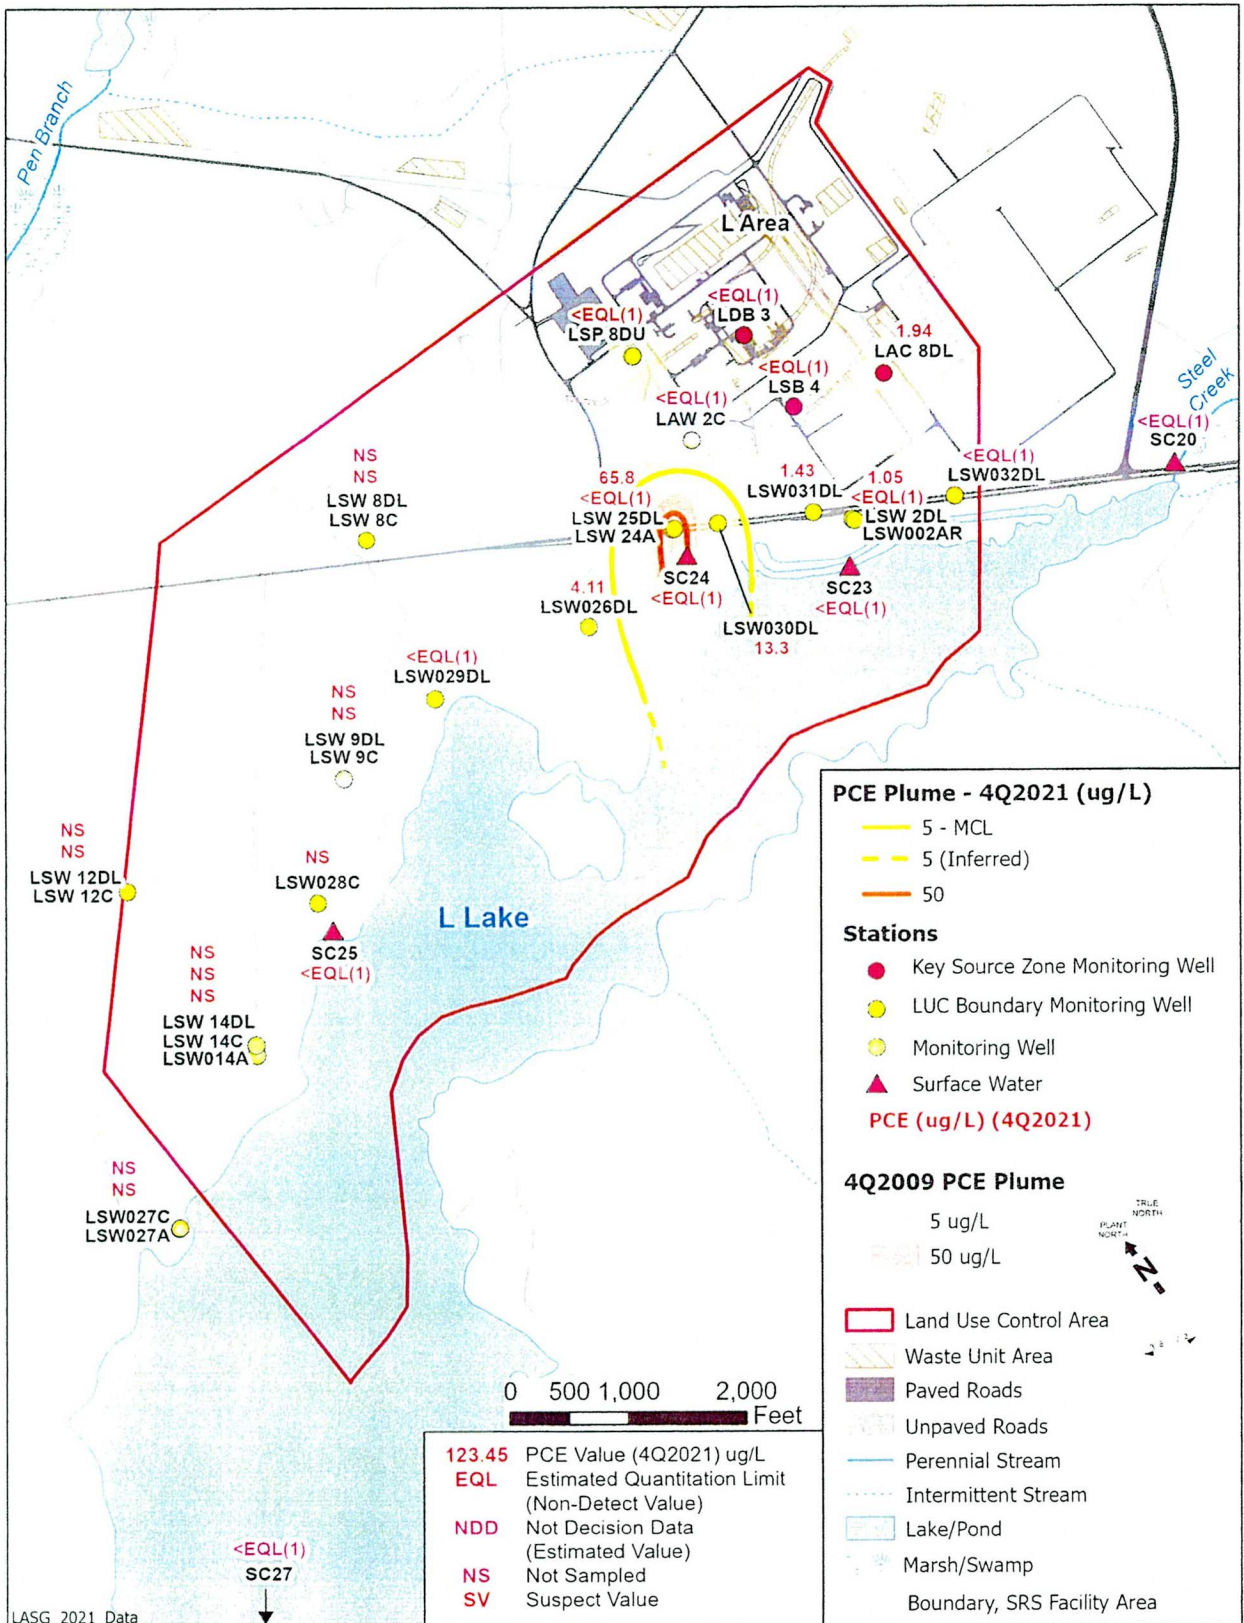 Pen Branch
L Area
<EQL(1)
LDB 3
<EQL(1)
LSP 8DU
1.94
LAC 8DL
<EQL(1)
LSB 4
Steel
Creek
<EQL(1)
LAW 2C
<EQL(1)
SC20
NS
NS
LSW 8DL
LSW 8C
65.8
<EQL(1)
LSW 25DL
LSW 24A
1.43
LSW031DL
1.05
<EQL(1)
LSW 2DL
LSW002AR
<EQL(1)
LSW032DL
SC24
<EQL(1)
SC23
<EQL(1)
4.11
LSW026DL
LSW030DL
13.3
<EQL(1)
LSW029DL
NS
NS
LSW 9DL
LSW 9C
NS
NS
LSW 12DL
LSW 12C
NS
LSW028C
L Lake
SC25
<EQL(1)
NS
NS
NS
LSW 14DL
LSW 14C
LSW014A
NS
NS
LSW027C
LSW027A
<EQL(1)
SC27
LASG_2021_Data
0 500 1,000 2,000
Feet
123.45 PCE Value (4Q2021) ug/L
EQL Estimated Quantitation Limit
(Non-Detect Value)
NDD Not Decision Data
(Estimated Value)
NS Not Sampled
SV Suspect Value
PCE Plume - 4Q2021 (ug/L)
5 - MCL
5 (Inferred)
50
Stations
Key Source Zone Monitoring Well
LUC Boundary Monitoring Well
Monitoring Well
Surface Water
PCE (ug/L) (4Q2021)
4Q2009 PCE Plume
5 ug/L
50 ug/L
TRUE
NORTH
PLANT
NORTH
N
Land Use Control Area
Waste Unit Area
Paved Roads
Unpaved Roads
Perennial Stream
Intermittent Stream
Lake/Pond
Marsh/Swamp
Boundary, SRS Facility Area